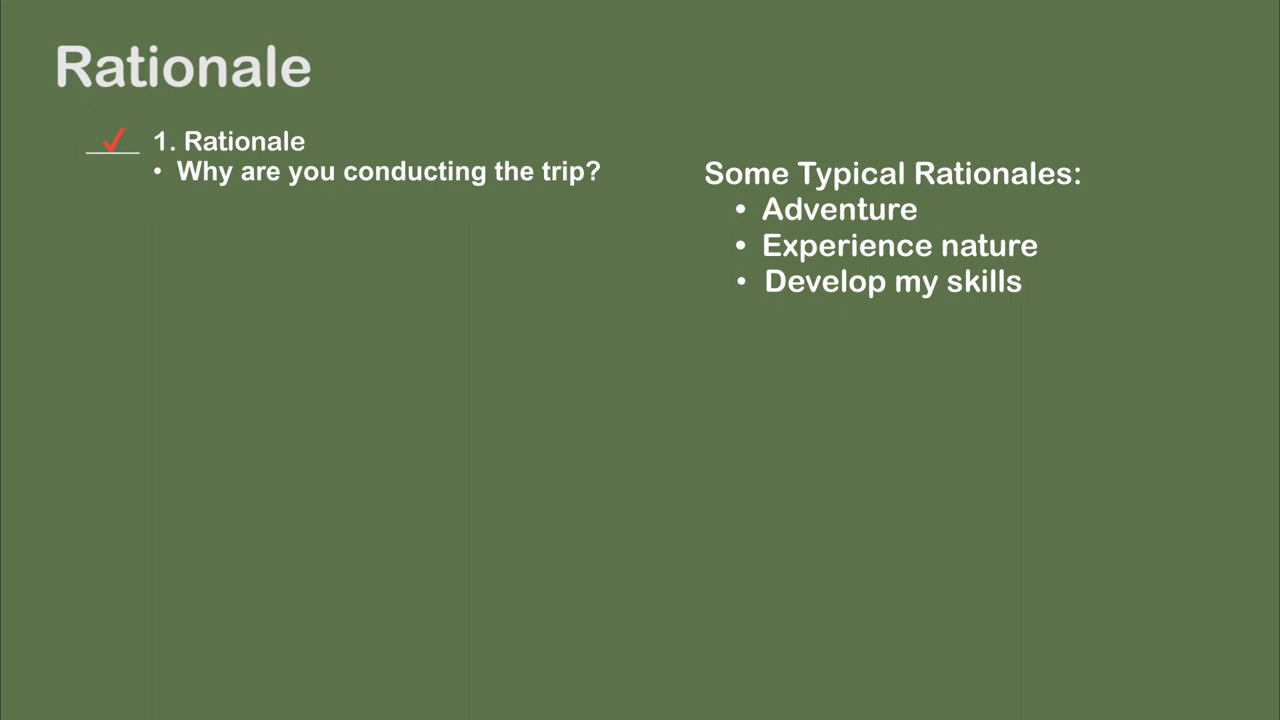 Rationale
✓ 1. Rationale
• Why are you conducting the trip?
Some Typical Rationales:
• Adventure
• Experience nature
• Develop my skills